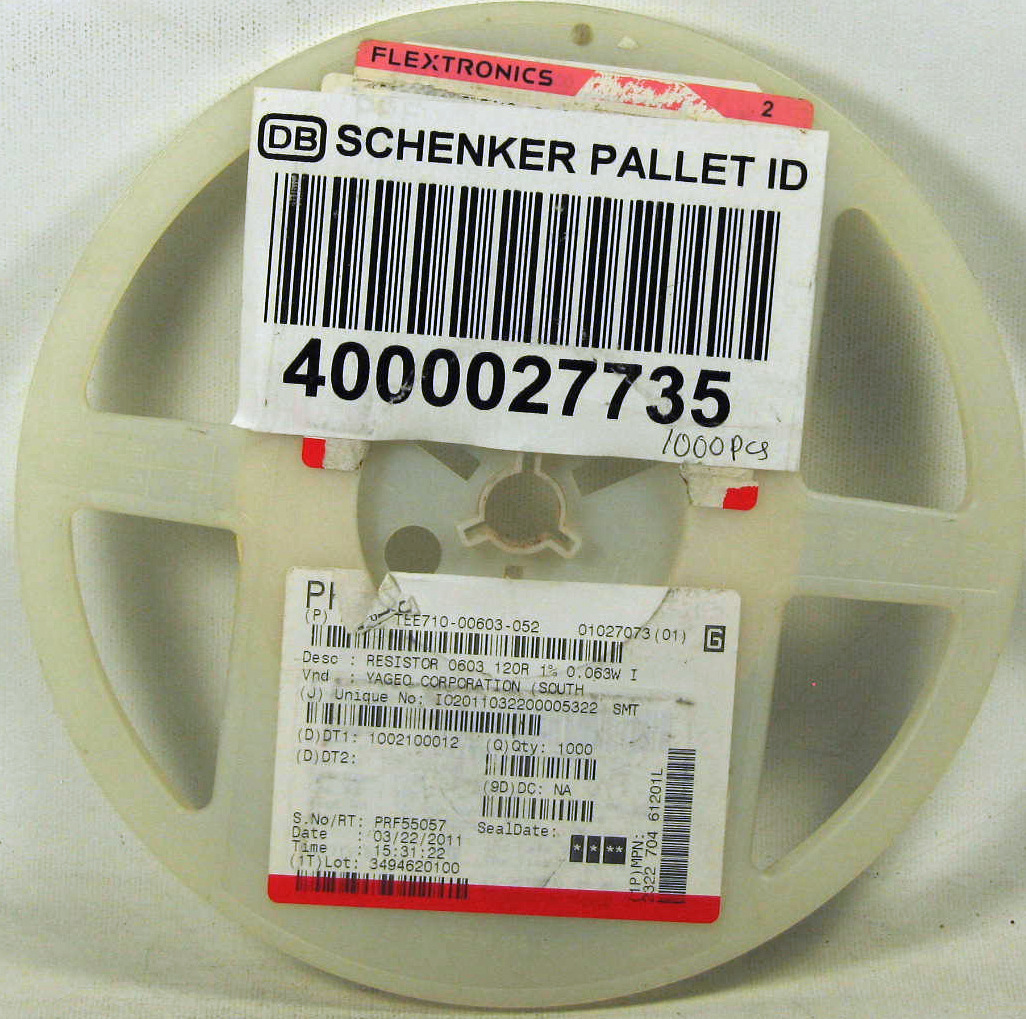 FLEXTRONICS
2
DB SCHENKER PALLET ID
4000027735
1000pcs
(P) TEE710-00603-052 01027073(01) G
Desc : RESISTOR 0603 120R 1% 0.063W I
Vnd : YAGEO CORPORATION (SOUTH
(J) Unique No: IO2011032200005322 SMT
(D)DT1: 1002100012 (Q)Qty: 1000
(D)DT2:
(9D)DC: NA
S.No/RT: PRF55057 SealDate:
Date : 03/22/2011
Time : 15:31:22 * * **
(1T)Lot: 3494620100
(1P)MPN:
2322 704 61201L